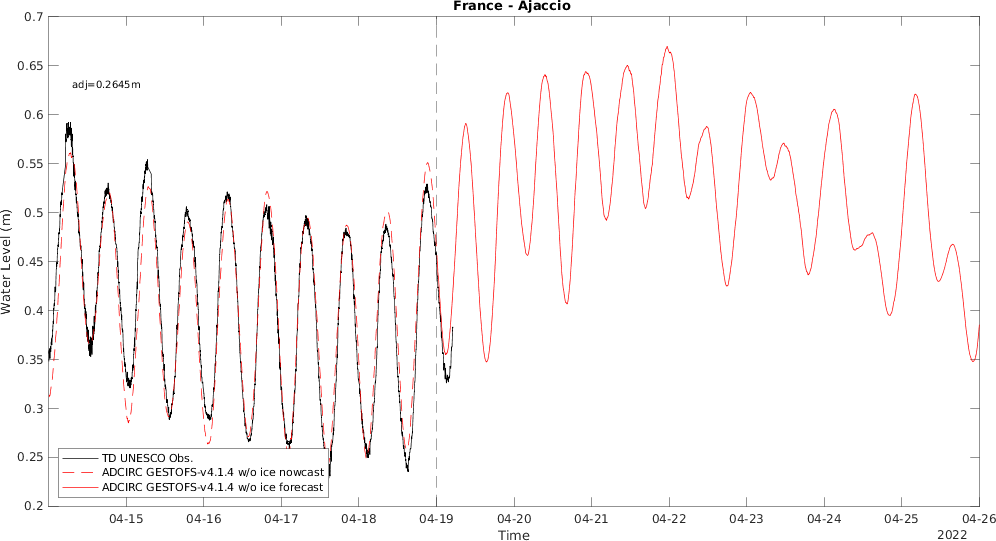 France - Ajaccio
0.7
0.65
0.6
0.55
0.5
0.45
0.4
0.35
0.3
0.25
0.2
Water Level (m)
adj=0.2645m
TD UNESCO Obs.
ADCIRC GESTOFS-v4.1.4 w/o ice nowcast
ADCIRC GESTOFS-v4.1.4 w/o ice forecast
04-15 04-16 04-17 04-18 04-19 04-20 04-21 04-22 04-23 04-24 04-25 04-26
Time
2022